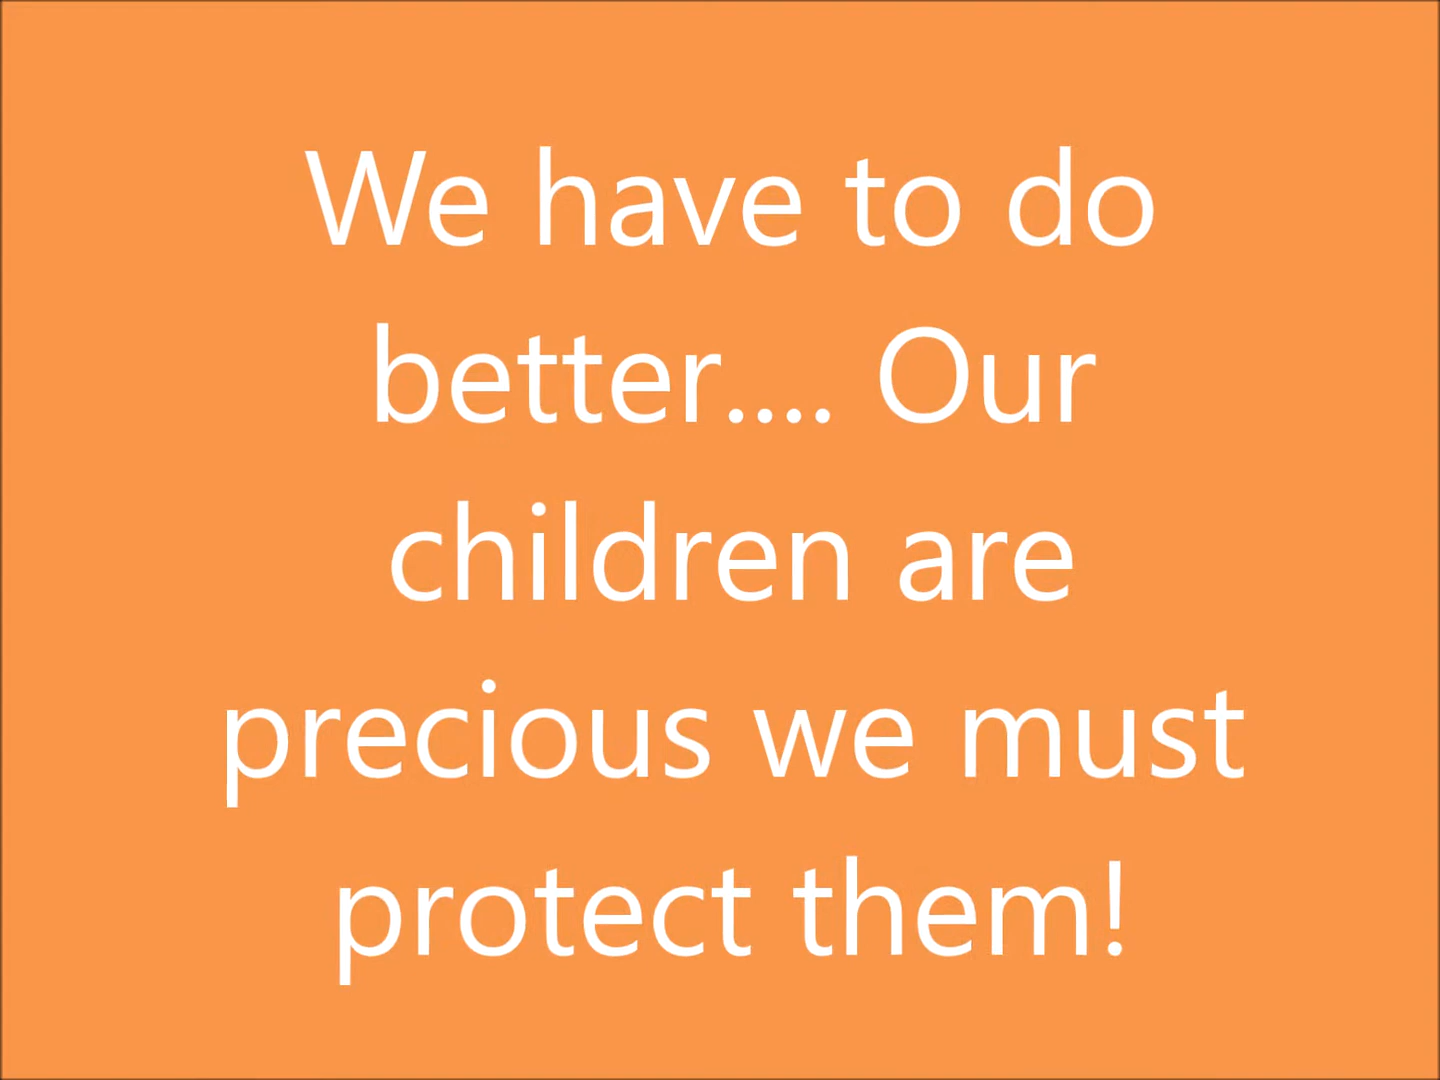 We have to do
better.... Our
children are
precious we must
protect them!